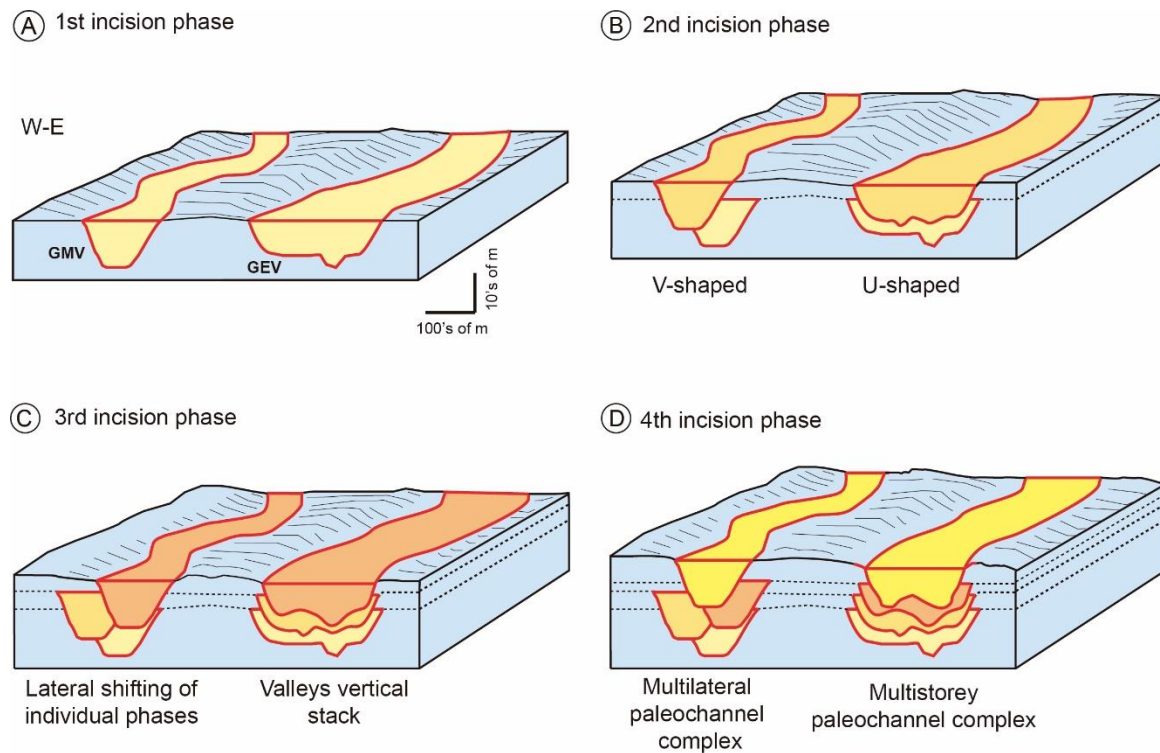 A 1st incision phase
W-E
GMV
GEV
10's of m
100's of m
B 2nd incision phase
V-shaped
U-shaped
C 3rd incision phase
Lateral shifting of
individual phases
Valleys vertical
stack
D 4th incision phase
Multilateral
paleochannel
complex
Multistorey
paleochannel complex